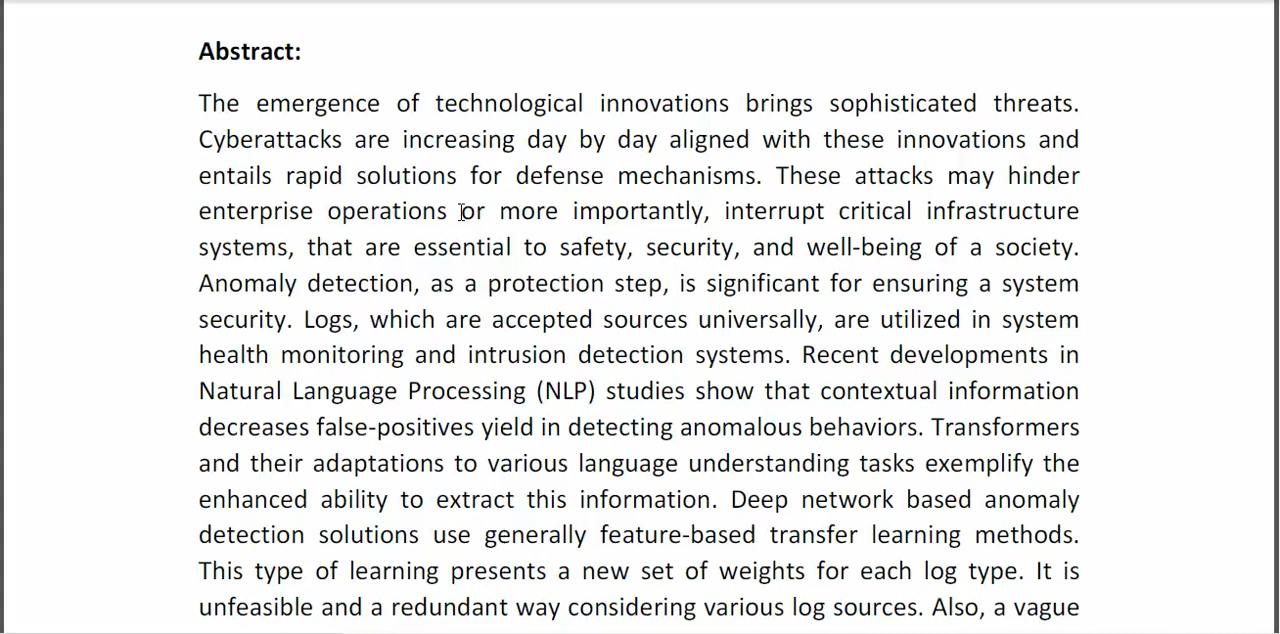 Abstract:
The emergence of technological innovations brings sophisticated threats.
Cyberattacks are increasing day by day aligned with these innovations and
entails rapid solutions for defense mechanisms. These attacks may hinder
enterprise operations or more importantly, interrupt critical infrastructure
systems, that are essential to safety, security, and well-being of a society.
Anomaly detection, as a protection step, is significant for ensuring a system
security. Logs, which are accepted sources universally, are utilized in system
health monitoring and intrusion detection systems. Recent developments in
Natural Language Processing (NLP) studies show that contextual information
decreases false-positives yield in detecting anomalous behaviors. Transformers
and their adaptations to various language understanding tasks exemplify the
enhanced ability to extract this information. Deep network based anomaly
detection solutions use generally feature-based transfer learning methods.
This type of learning presents a new set of weights for each log type. It is
unfeasible and a redundant way considering various log sources. Also, a vague